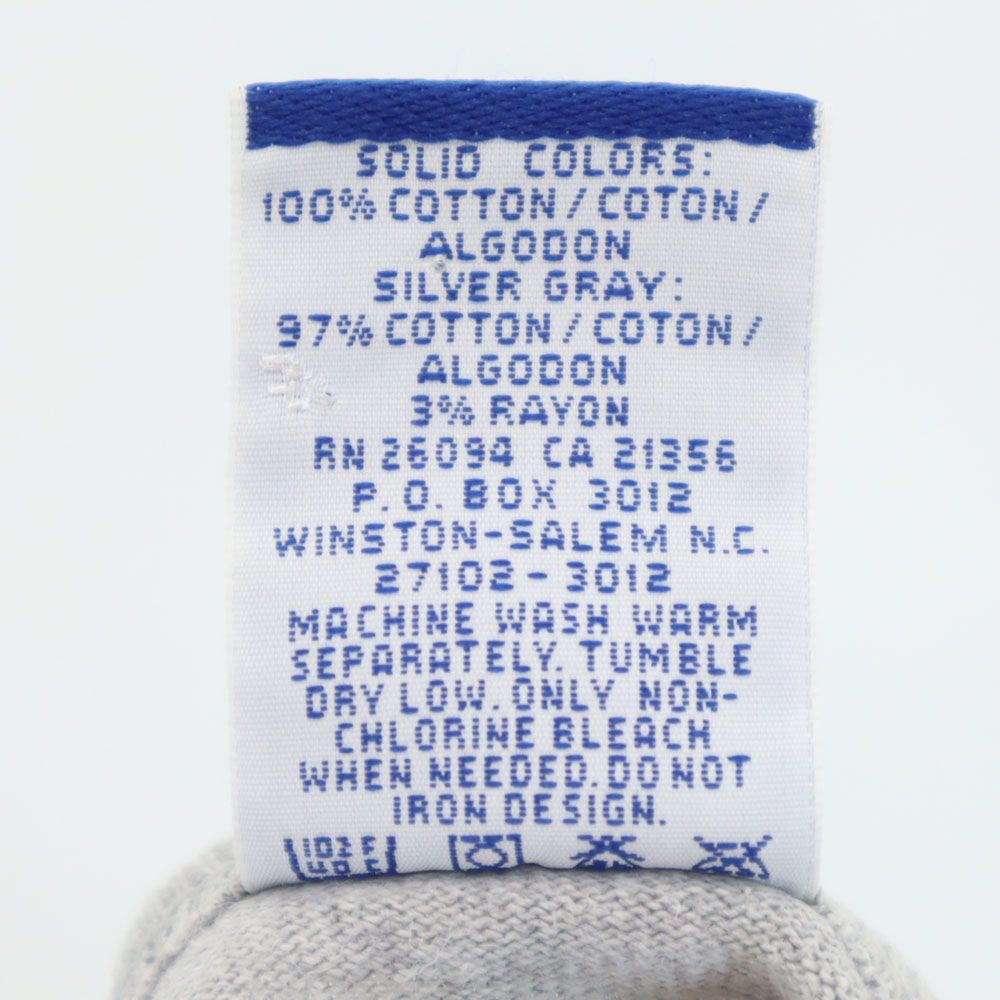 SOLID COLORS:
100% COTTON / COTON /
ALGODON
SILVER GRAY:
97% COTTON / COTON /
ALGODON
3% RAYON
RN 26094 CA 21356
P.O. BOX 3012
WINSTON-SALEM N.C.
27102 - 3012
MACHINE WASH WARM
SEPARATELY. TUMBLE
DRY LOW. ONLY NON-
CHLORINE BLEACH
WHEN NEEDED. DO NOT
IRON DESIGN.